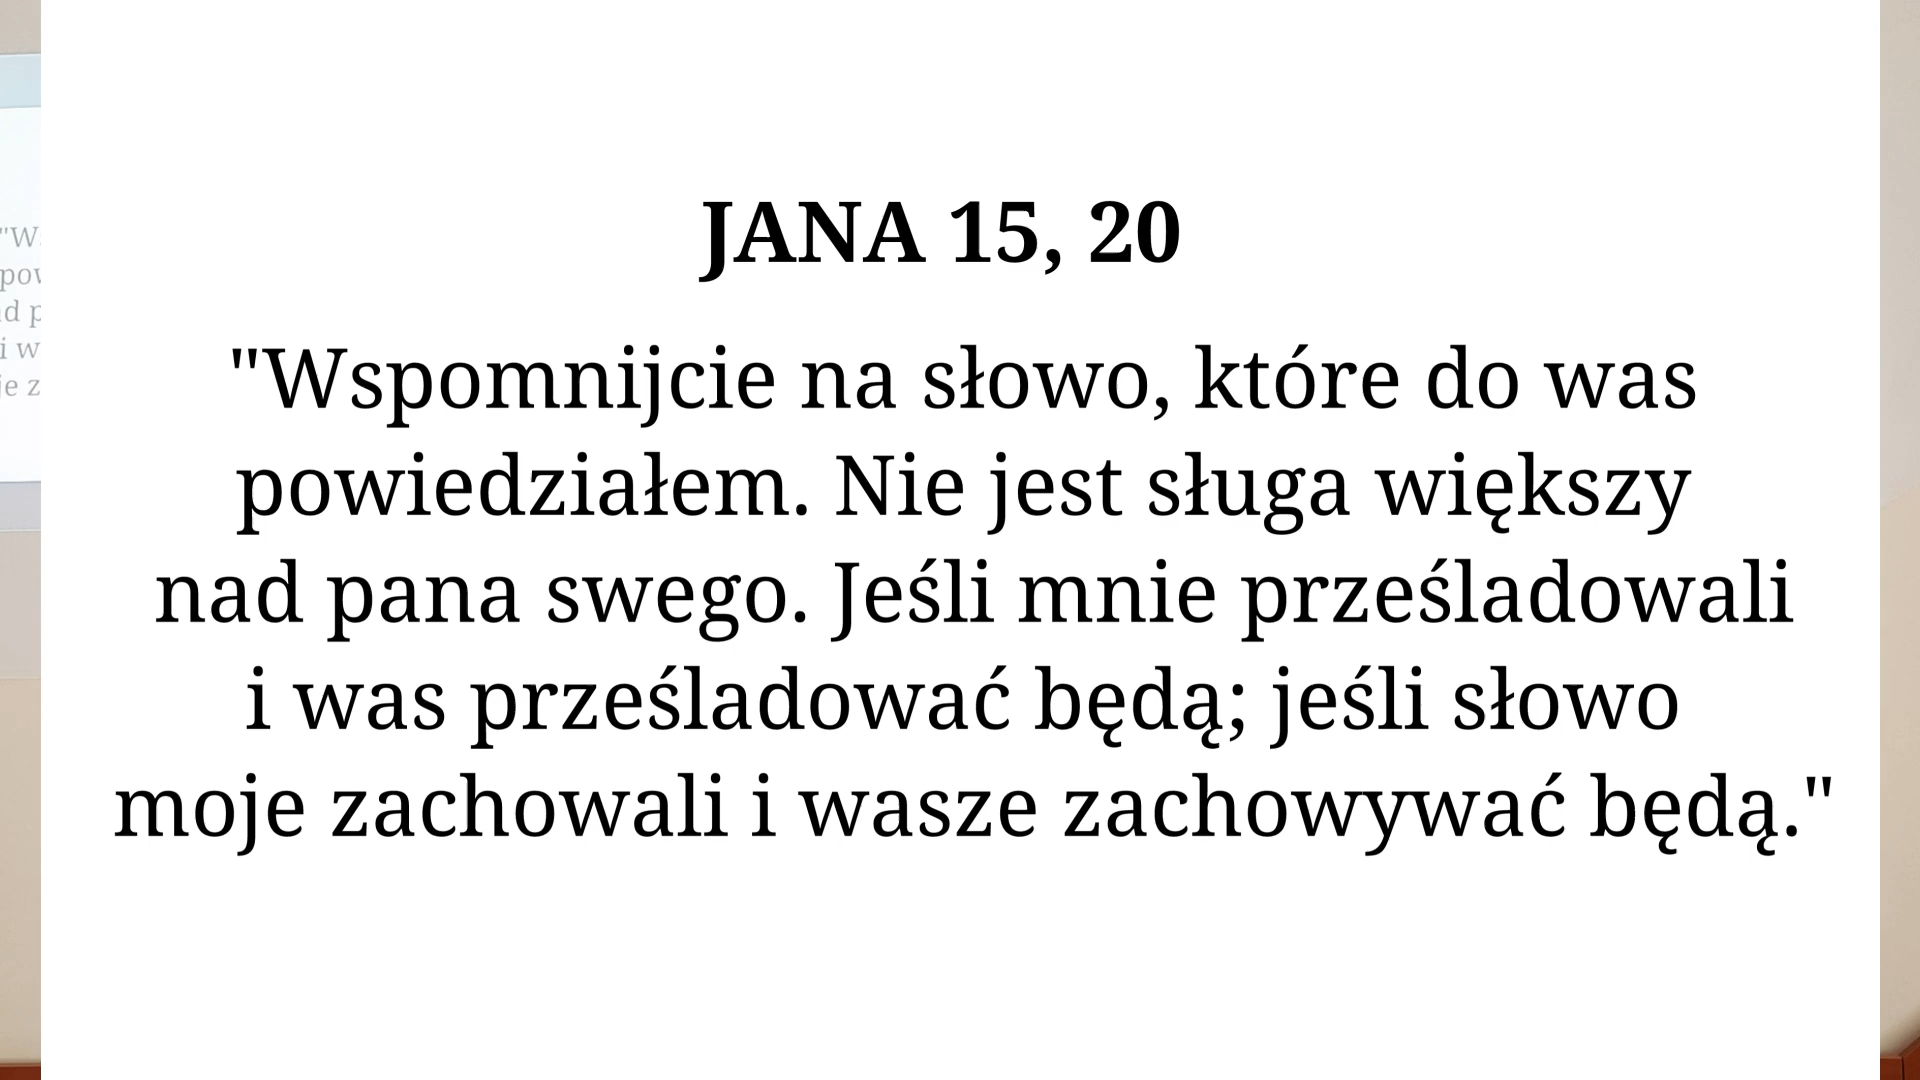 JANA 15, 20
"Wspomnijcie na słowo, które do was
powiedziałem. Nie jest sługa większy
nad pana swego. Jeśli mnie prześladowali
i was prześladować będą; jeśli słowo
moje zachowali i wasze zachowywać będą."